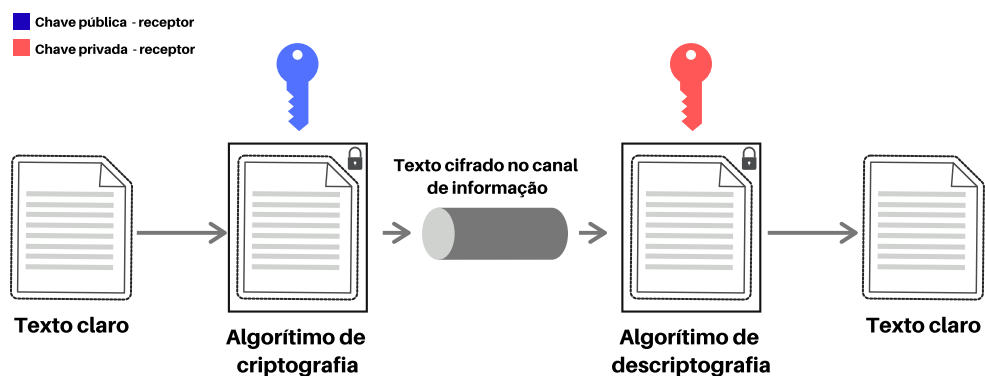 Chave pública - receptor
Chave privada - receptor
Texto cifrado no canal
de informação
Texto claro
Algorítimo de
criptografia
Algorítimo de
descriptografia
Texto claro